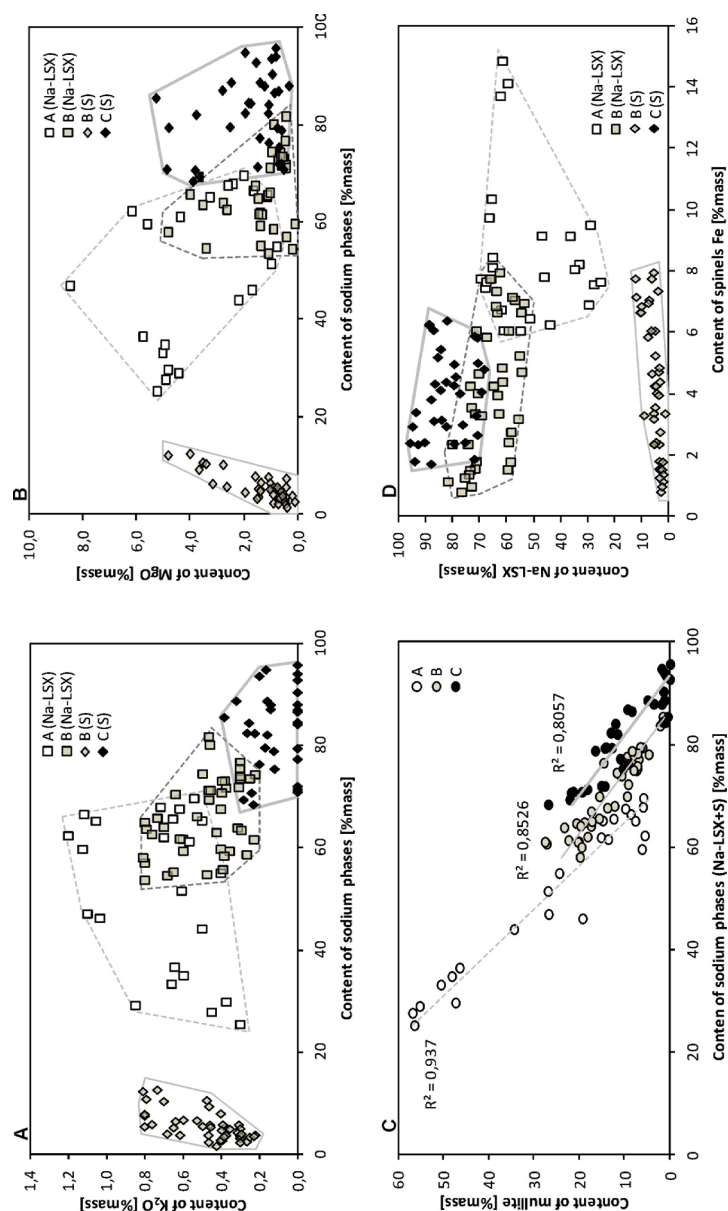 A
Content of K₂O [%mass]
1,4
1,2
1,0
0,8
0,6
0,4
0,2
0,0
0
20
40
60
80
100
Content of sodium phases [%mass]
A (Na-LSX)
B (Na-LSX)
B (S)
C (S)
B
Content of MgO [%mass]
10,0
8,0
6,0
4,0
2,0
0,0
0
20
40
60
80
100
Content of sodium phases [%mass]
A (Na-LSX)
B (Na-LSX)
B (S)
C (S)
C
Content of mullite [%mass]
60
50
40
30
20
10
0
0
20
40
60
80
100
Conten of sodium phases (Na-LSX+S) [%mass]
A
B
C
R² = 0,937
R² = 0,8526
R² = 0,8057
D
Content of Na-LSX [%mass]
100
90
80
70
60
50
40
30
20
10
0
0
2
4
6
8
10
12
14
16
Content of spinels Fe [%mass]
A (Na-LSX)
B (Na-LSX)
B (S)
C (S)